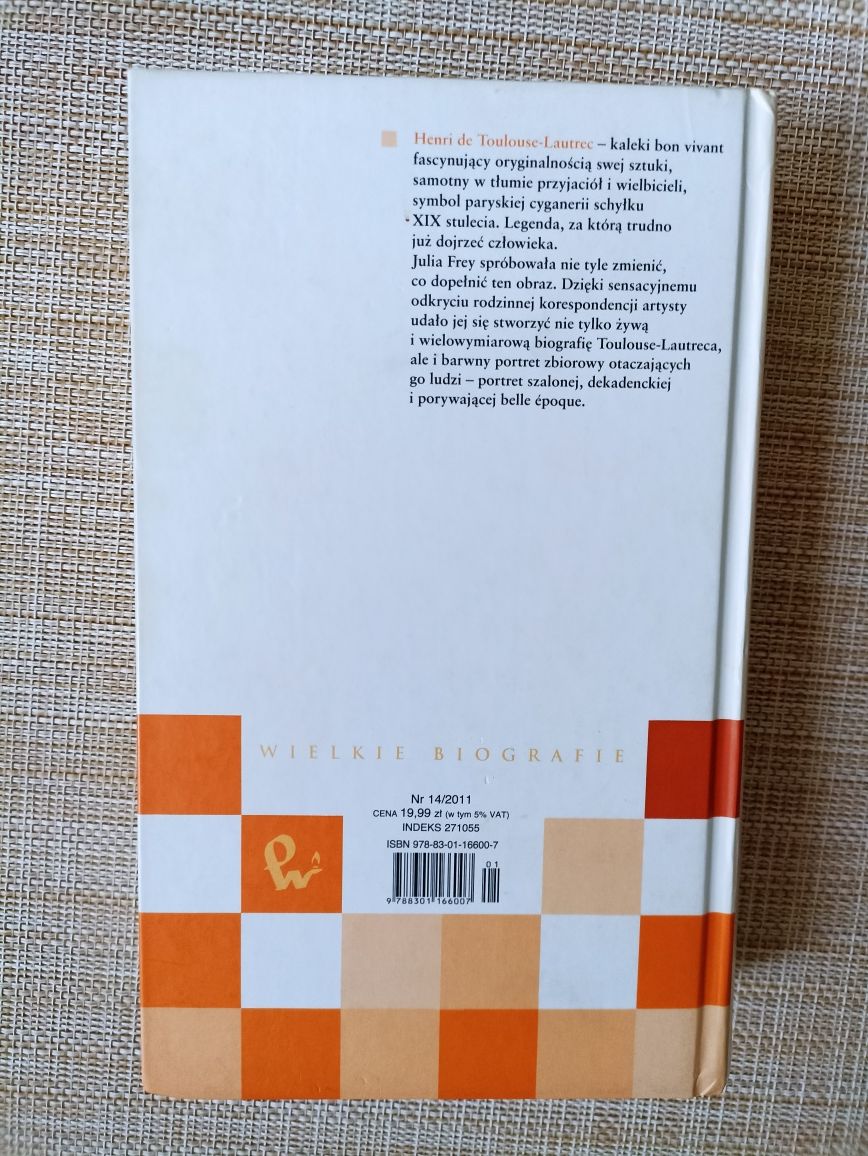 Henri de Toulouse-Lautrec – kaleki bon vivant
fascynujący oryginalnością swej sztuki,
samotny w tłumie przyjaciół i wielbicieli,
symbol paryskiej cyganerii schyłku
XIX stulecia. Legenda, za którą trudno
już dojrzeć człowieka.
Julia Frey spróbowała nie tyle zmienić,
co dopełnić ten obraz. Dzięki sensacyjnemu
odkryciu rodzinnej korespondencji artysty
udało jej się stworzyć nie tylko żywą
i wielowymiarową biografię Toulouse-Lautreca,
ale i barwny portret zbiorowy otaczających
go ludzi – portret szalonej, dekadenckiej
i porywającej belle époque.
WIELKIE BIOGRAFIE
Nr 14/2011
CENA 19,99 zł (w tym 5% VAT)
INDEKS 271055
ISBN 978-83-01-16600-7
01
9 788301 166007
PW